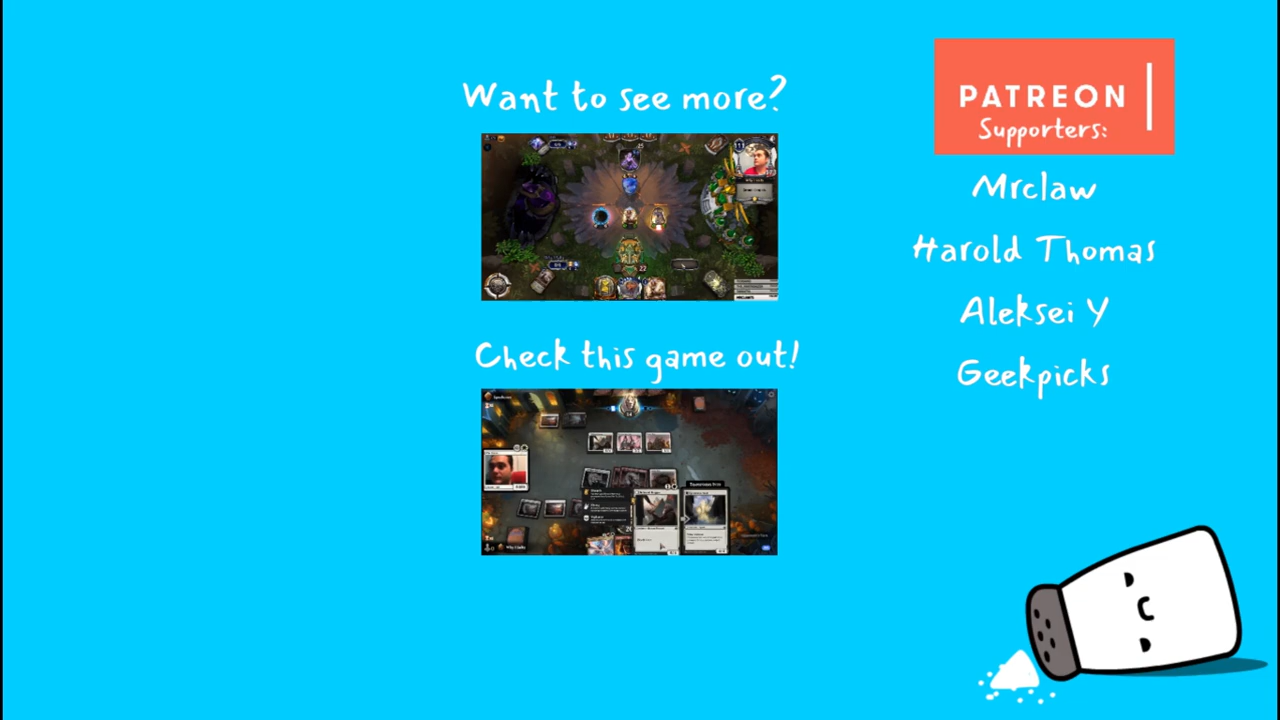 Want to see more?
Check this game out!
PATREON
Supporters:
Mrclaw
Harold Thomas
Aleksei Y
Geekpicks